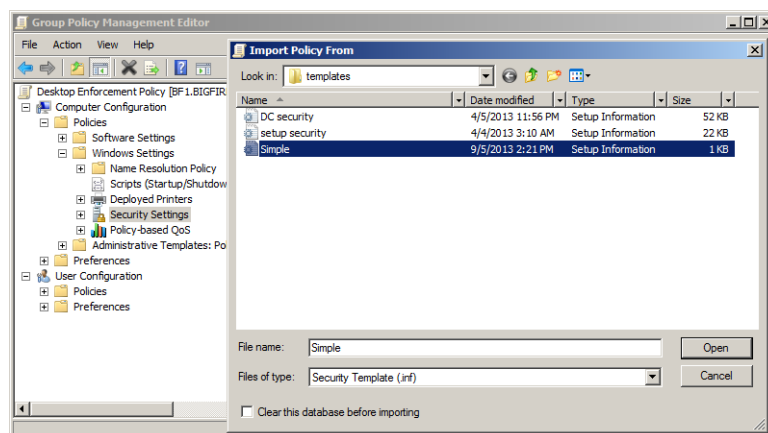 Group Policy Management Editor
File Action View Help
Desktop Enforcement Policy [BF1.BIGFIR
Computer Configuration
Policies
Software Settings
Windows Settings
Name Resolution Policy
Scripts (Startup/Shutdow
Deployed Printers
Security Settings
Policy-based QoS
Administrative Templates: Po
Preferences
User Configuration
Policies
Preferences
Import Policy From
Look in: templates
Name Date modified Type Size
DC security 4/5/2013 11:56 PM Setup Information 52 KB
setup security 4/4/2013 3:10 AM Setup Information 22 KB
Simple 9/5/2013 2:21 PM Setup Information 1 KB
File name: Simple Open
Files of type: Security Template (.inf) Cancel
Clear this database before importing